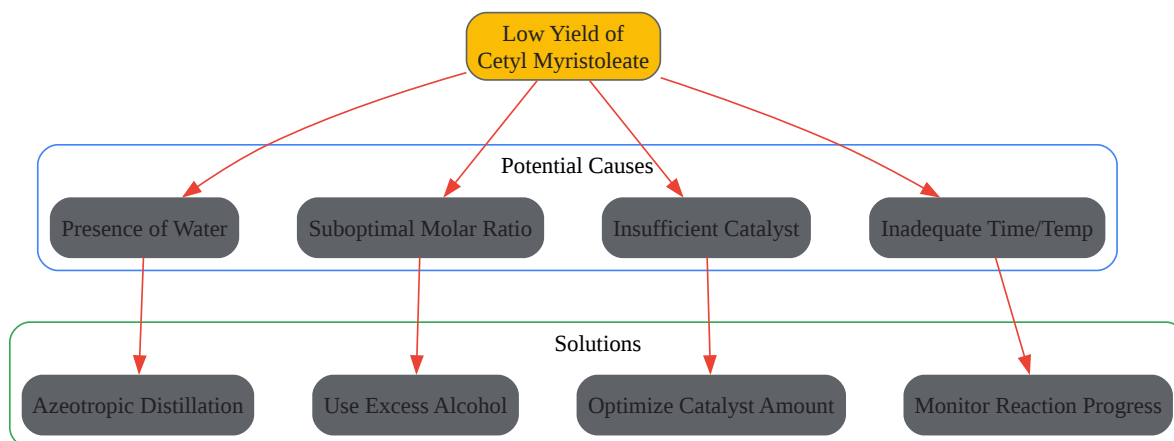 Low Yield of
Cetyl Myristoleate
Potential Causes
Presence of Water
Suboptimal Molar Ratio
Insufficient Catalyst
Inadequate Time/Temp
Solutions
Azeotropic Distillation
Use Excess Alcohol
Optimize Catalyst Amount
Monitor Reaction Progress